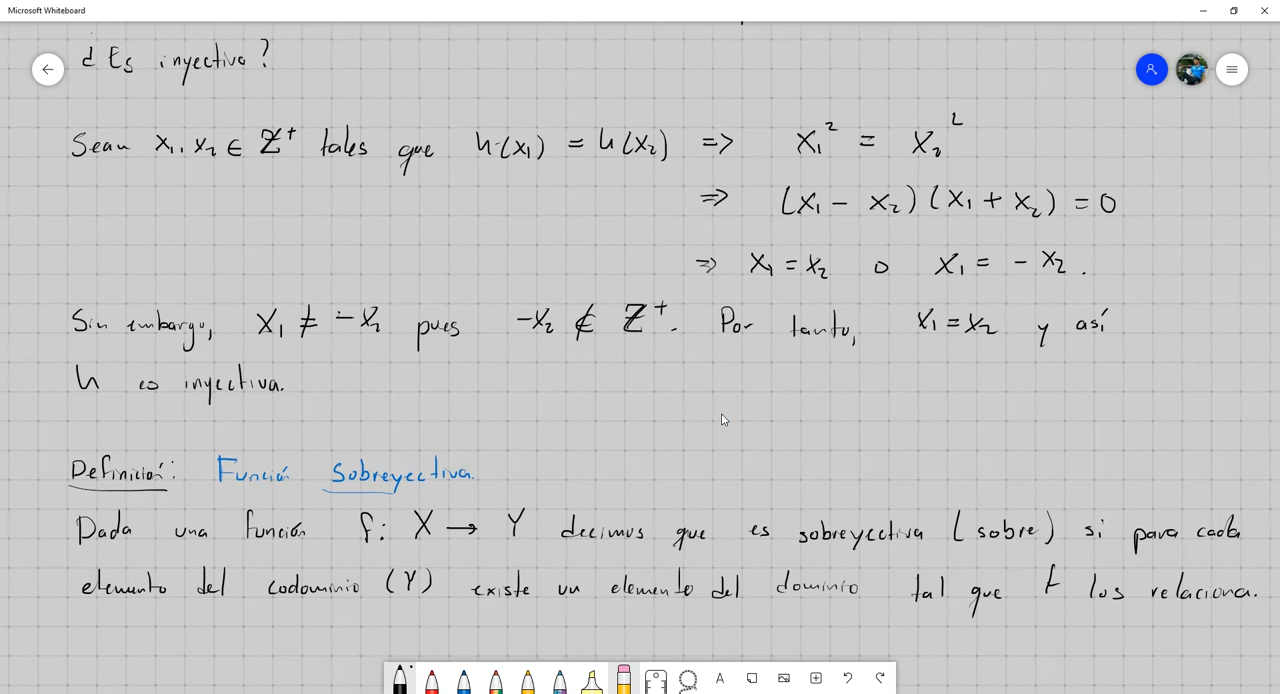 Microsoft Whiteboard
¿ Es inyectiva?
Sean x₁, x₂ ∈ ℤ⁺ tales que h(x₁) = h(x₂) => x₁² = x₂²
=> (x₁ - x₂)(x₁ + x₂) = 0
=> x₁ = x₂ o x₁ = - x₂.
Sin embargo, x₁ ≠ -x₂ pues -x₂ ∉ ℤ⁺. Por tanto, x₁ = x₂ y así
h es inyectiva.
Definición: Función Sobreyectiva.
Dada una función f: X → Y decimos que es sobreyectiva (sobre) si para cada
elemento del codominio (Y) existe un elemento del dominio tal que f los relaciona.